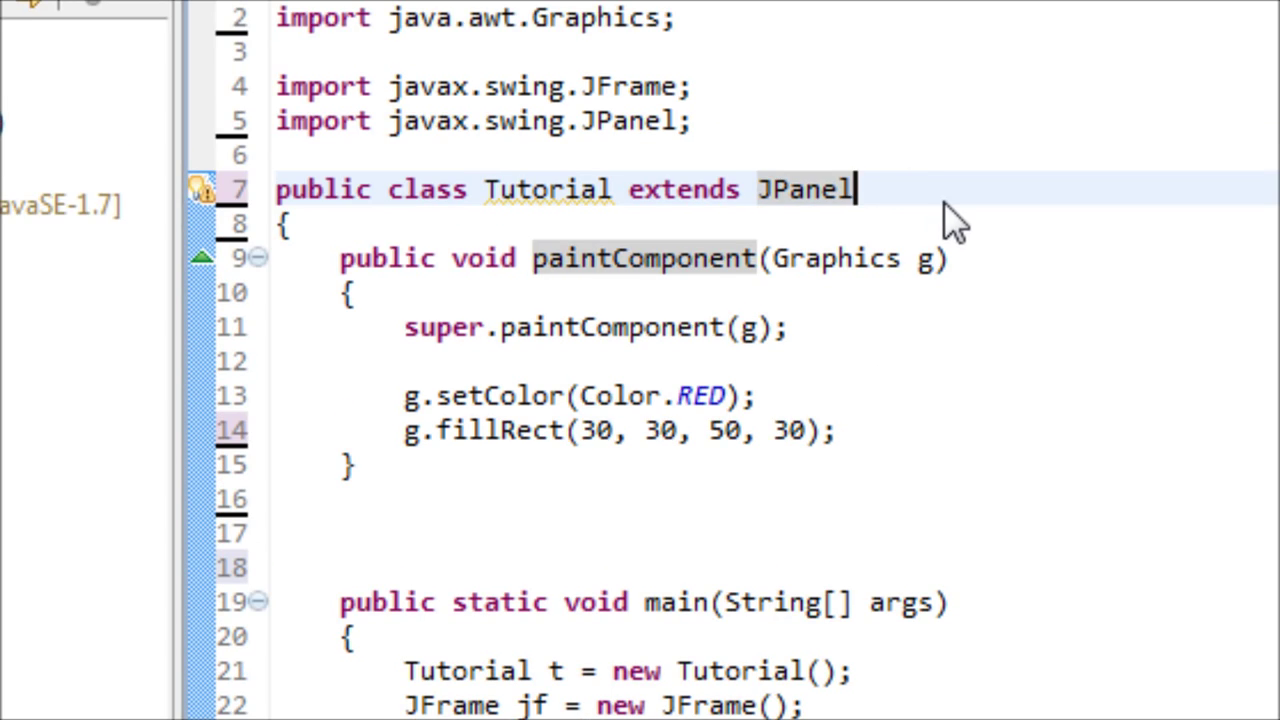 2 import java.awt.Graphics;
3
4 import javax.swing.JFrame;
5 import javax.swing.JPanel;
6
avaSE-1.7]
7 public class Tutorial extends JPanel
8 {
9 public void paintComponent(Graphics g)
10 {
11 super.paintComponent(g);
12
13 g.setColor(Color.RED);
14 g.fillRect(30, 30, 50, 30);
15 }
16
17
18
19 public static void main(String[] args)
20 {
21 Tutorial t = new Tutorial();
22 JFrame jf = new JFrame();